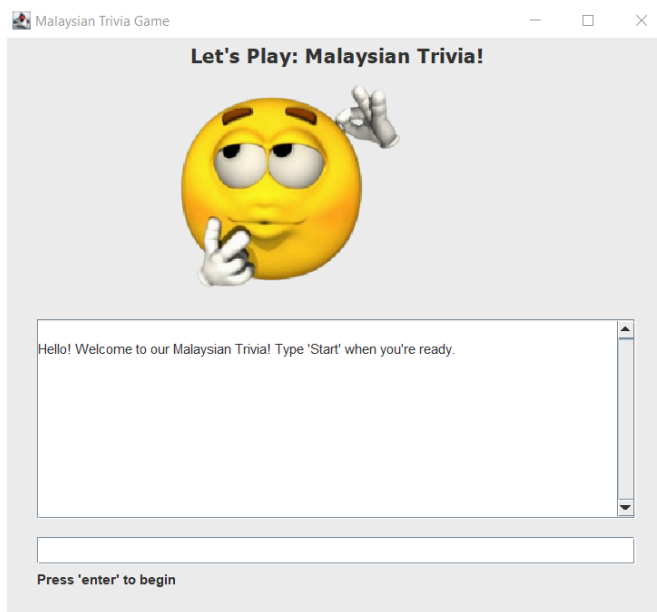 Malaysian Trivia Game
Let's Play: Malaysian Trivia!
Hello! Welcome to our Malaysian Trivia! Type 'Start' when you're ready.
Press 'enter' to begin